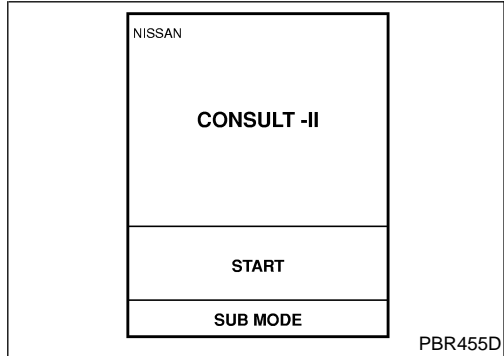 NISSAN
CONSULT -II
START
SUB MODE
PBR455D